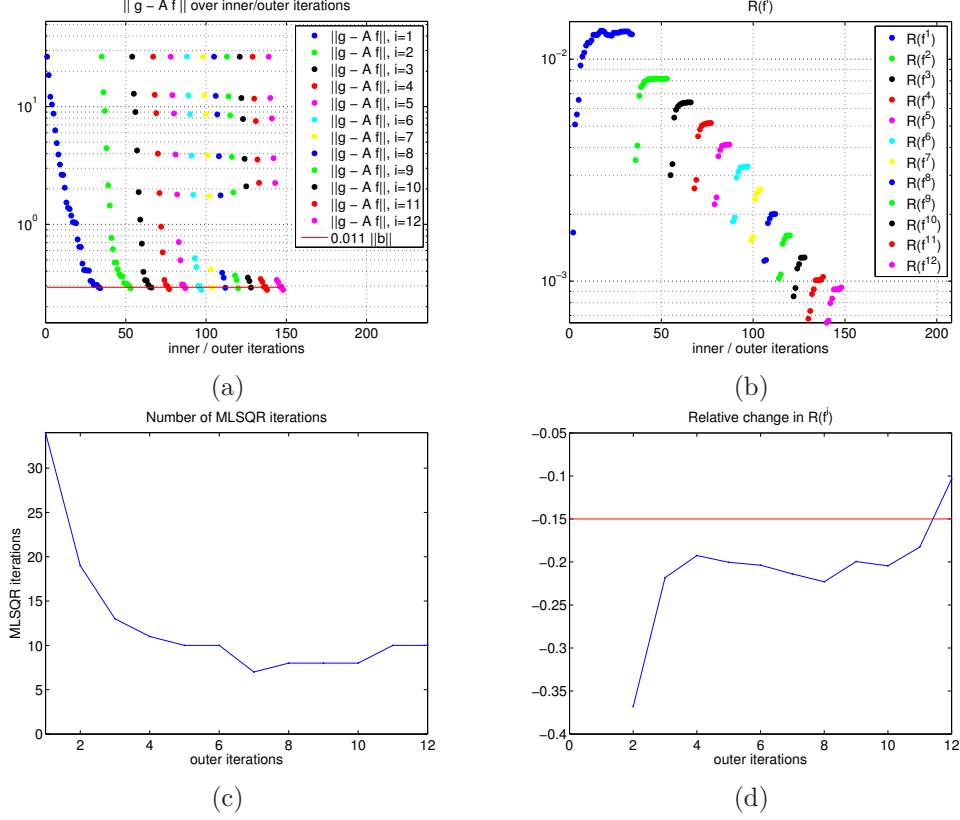 || g − A f || over inner/outer iterations
10^1
10^0
0 50 100 150 200
inner / outer iterations
||g − A f||, i=1
||g − A f||, i=2
||g − A f||, i=3
||g − A f||, i=4
||g − A f||, i=5
||g − A f||, i=6
||g − A f||, i=7
||g − A f||, i=8
||g − A f||, i=9
||g − A f||, i=10
||g − A f||, i=11
||g − A f||, i=12
0.011 ||b||
(a)
R(f^i)
10^−2
10^−3
0 50 100 150 200
inner / outer iterations
R(f^1)
R(f^2)
R(f^3)
R(f^4)
R(f^5)
R(f^6)
R(f^7)
R(f^8)
R(f^9)
R(f^10)
R(f^11)
R(f^12)
(b)
Number of MLSQR iterations
MLSQR iterations
30
25
20
15
10
5
0
2 4 6 8 10 12
outer iterations
(c)
Relative change in R(f^i)
−0.05
−0.1
−0.15
−0.2
−0.25
−0.3
−0.35
−0.4
0 2 4 6 8 10 12
outer iterations
(d)